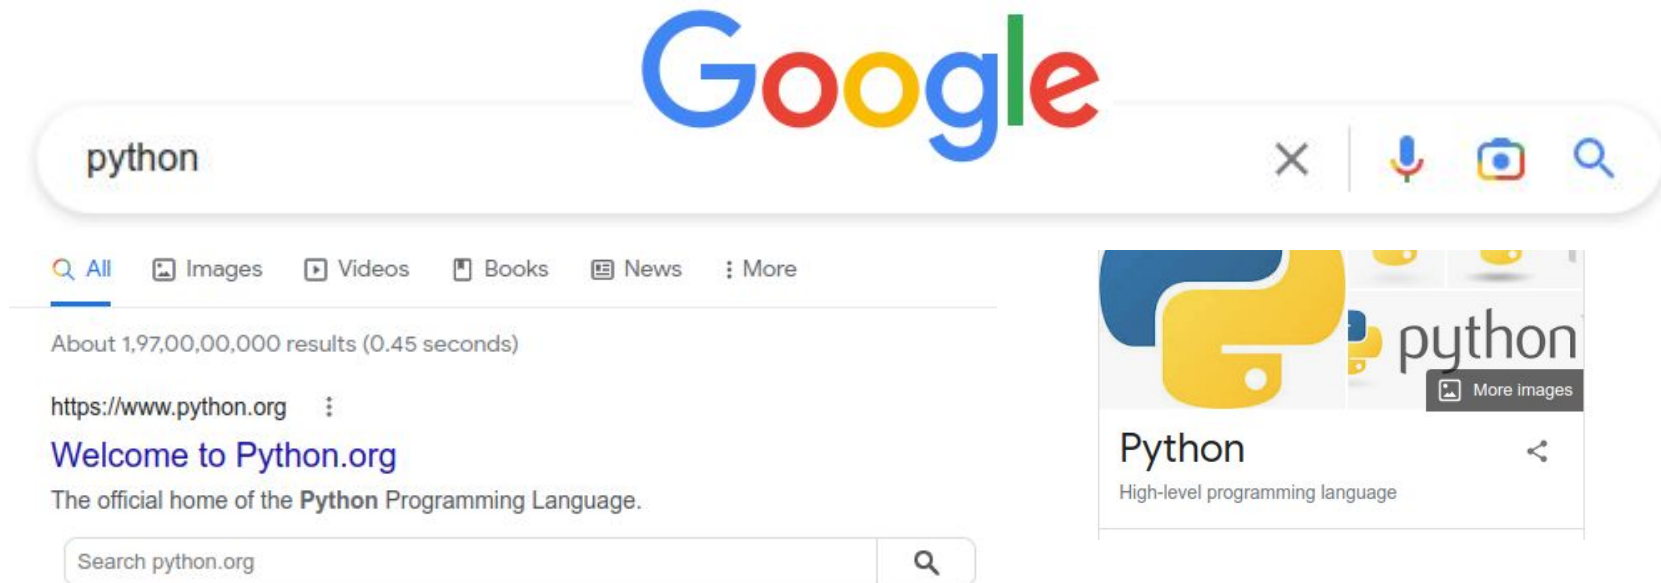 Google
python
All Images Videos Books News More
About 1,97,00,00,000 results (0.45 seconds)
https://www.python.org
Welcome to Python.org
The official home of the Python Programming Language.
Search python.org
python
More images
Python
High-level programming language